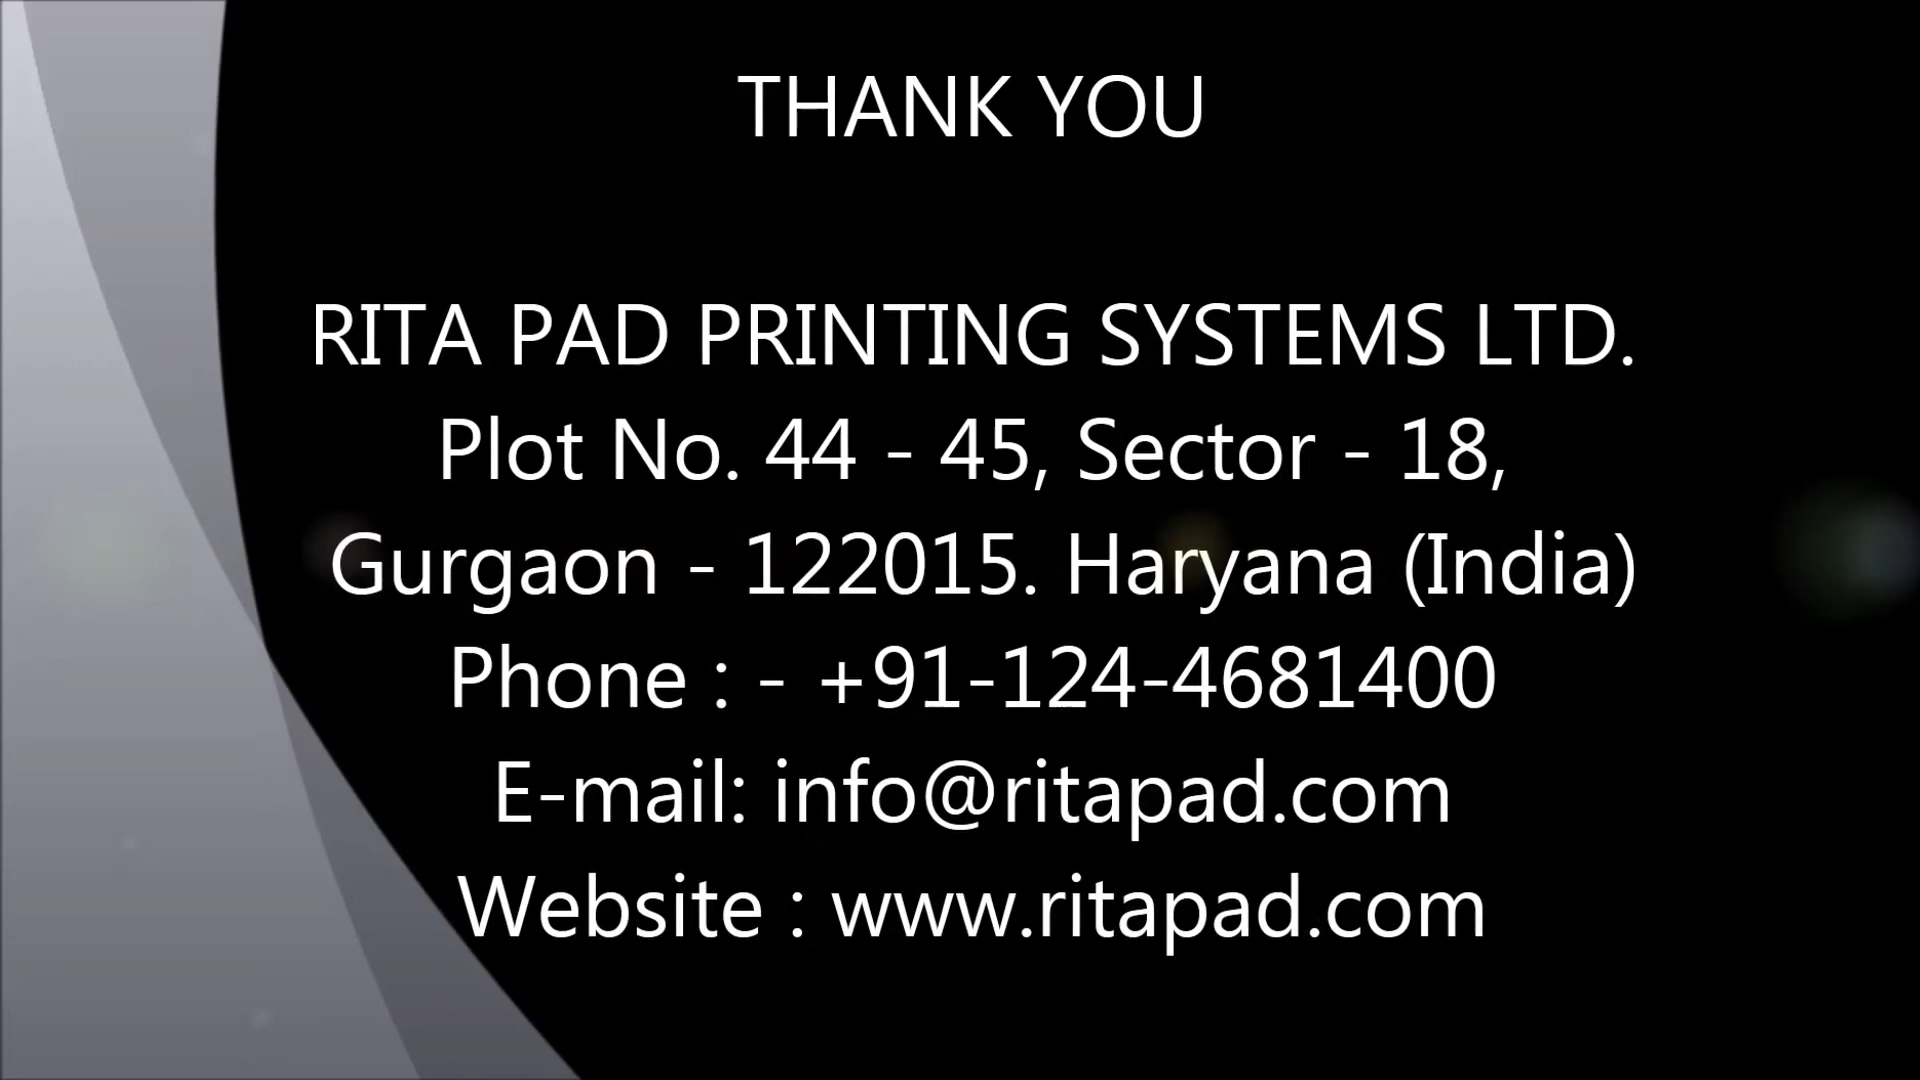 THANK YOU
RITA PAD PRINTING SYSTEMS LTD.
Plot No. 44 - 45, Sector - 18,
Gurgaon - 122015. Haryana (India)
Phone : - +91-124-4681400
E-mail: info@ritapad.com
Website : www.ritapad.com